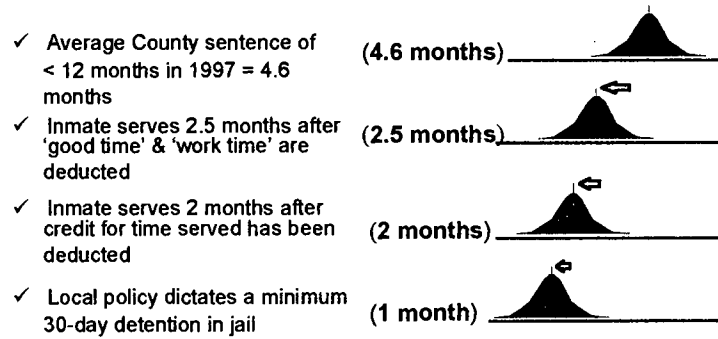 ✓ Average County sentence of
< 12 months in 1997 = 4.6
months
(4.6 months)
✓ Inmate serves 2.5 months after
'good time' & 'work time' are
deducted
(2.5 months)
✓ Inmate serves 2 months after
credit for time served has been
deducted
(2 months)
✓ Local policy dictates a minimum
30-day detention in jail
(1 month)